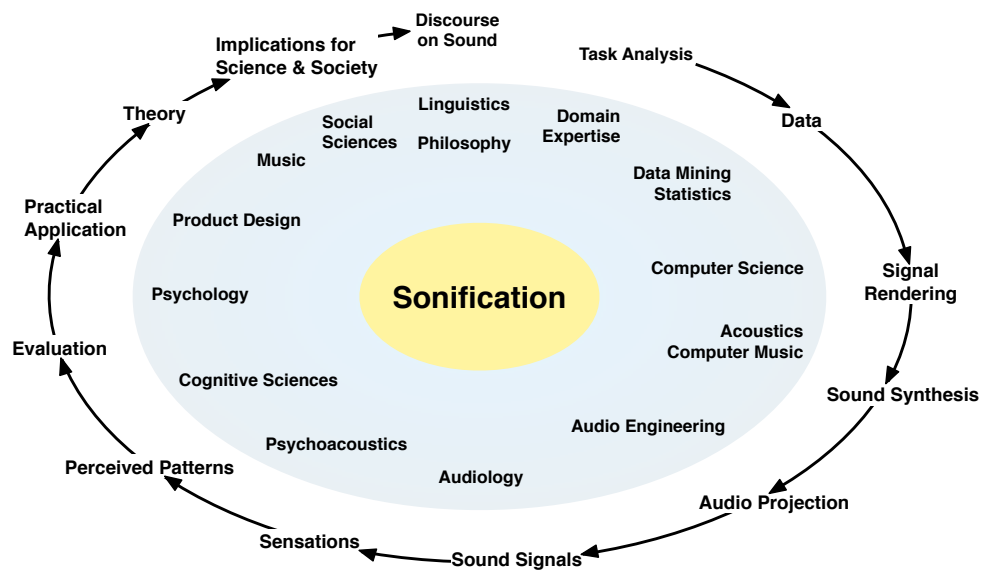 Discourse
on Sound
Implications for
Science & Society
Task Analysis
Theory
Data
Linguistics
Social
Sciences
Philosophy
Domain
Expertise
Music
Data Mining
Statistics
Practical
Application
Product Design
Computer Science
Signal
Rendering
Psychology
Sonification
Acoustics
Computer Music
Evaluation
Cognitive Sciences
Sound Synthesis
Audio Engineering
Psychoacoustics
Perceived Patterns
Audiology
Audio Projection
Sensations
Sound Signals